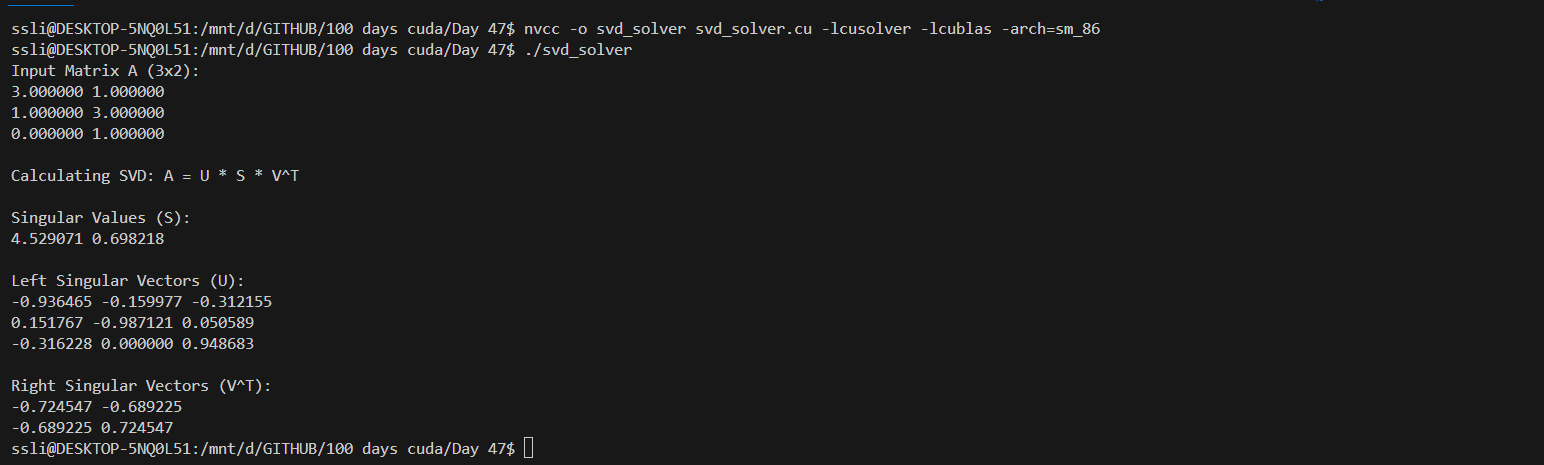 ssli@DESKTOP-5NQ0L51:/mnt/d/GITHUB/100 days cuda/Day 47$ nvcc -o svd_solver svd_solver.cu -lcusolver -lcublas -arch=sm_86
ssli@DESKTOP-5NQ0L51:/mnt/d/GITHUB/100 days cuda/Day 47$ ./svd_solver
Input Matrix A (3x2):
3.000000 1.000000
1.000000 3.000000
0.000000 1.000000
Calculating SVD: A = U * S * V^T
Singular Values (S):
4.529071 0.698218
Left Singular Vectors (U):
-0.936465 -0.159977 -0.312155
0.151767 -0.987121 0.050589
-0.316228 0.000000 0.948683
Right Singular Vectors (V^T):
-0.724547 -0.689225
-0.689225 0.724547
ssli@DESKTOP-5NQ0L51:/mnt/d/GITHUB/100 days cuda/Day 47$